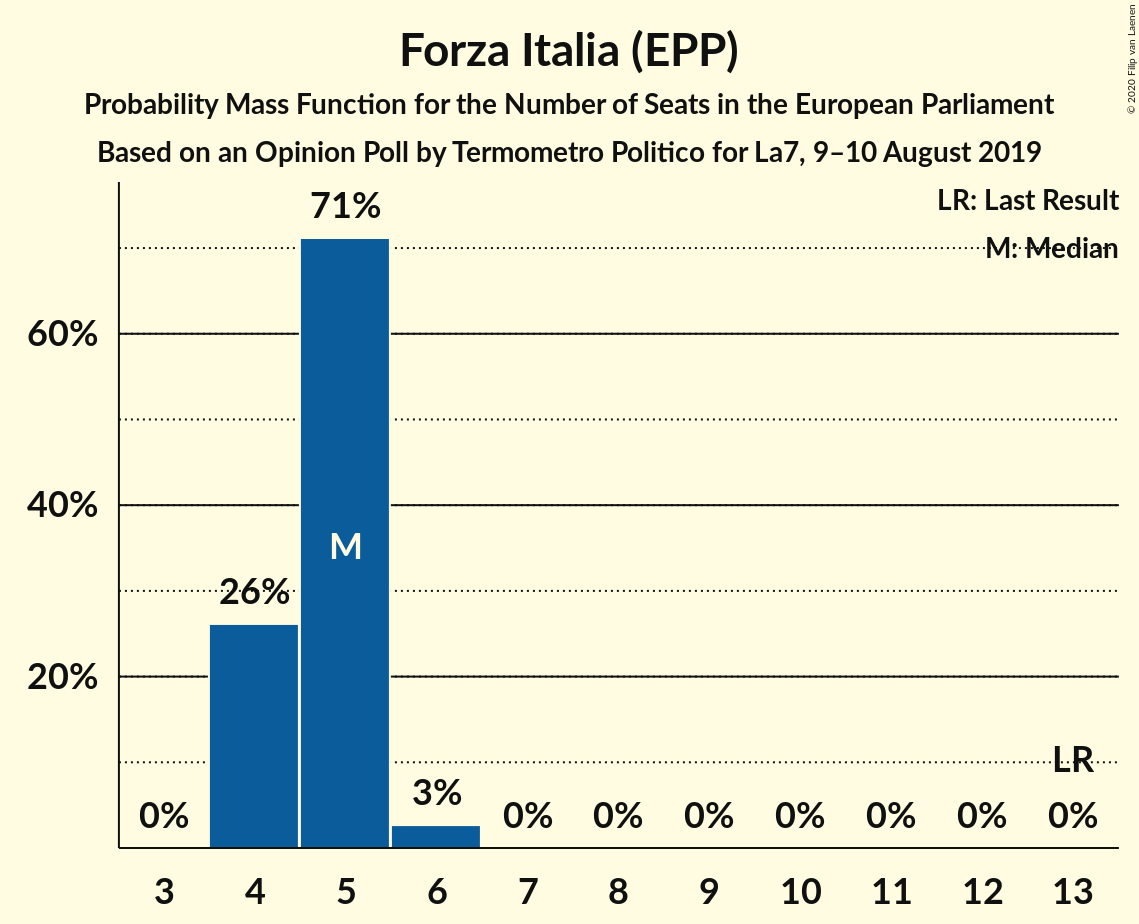 Forza Italia (EPP)
Probability Mass Function for the Number of Seats in the European Parliament
Based on an Opinion Poll by Termometro Politico for La7, 9–10 August 2019
© 2020 Filip van Laenen
LR: Last Result
M: Median
71%
60%
40%
M
26%
20%
LR
3%
0% 0% 0% 0% 0% 0% 0% 0%
3 4 5 6 7 8 9 10 11 12 13